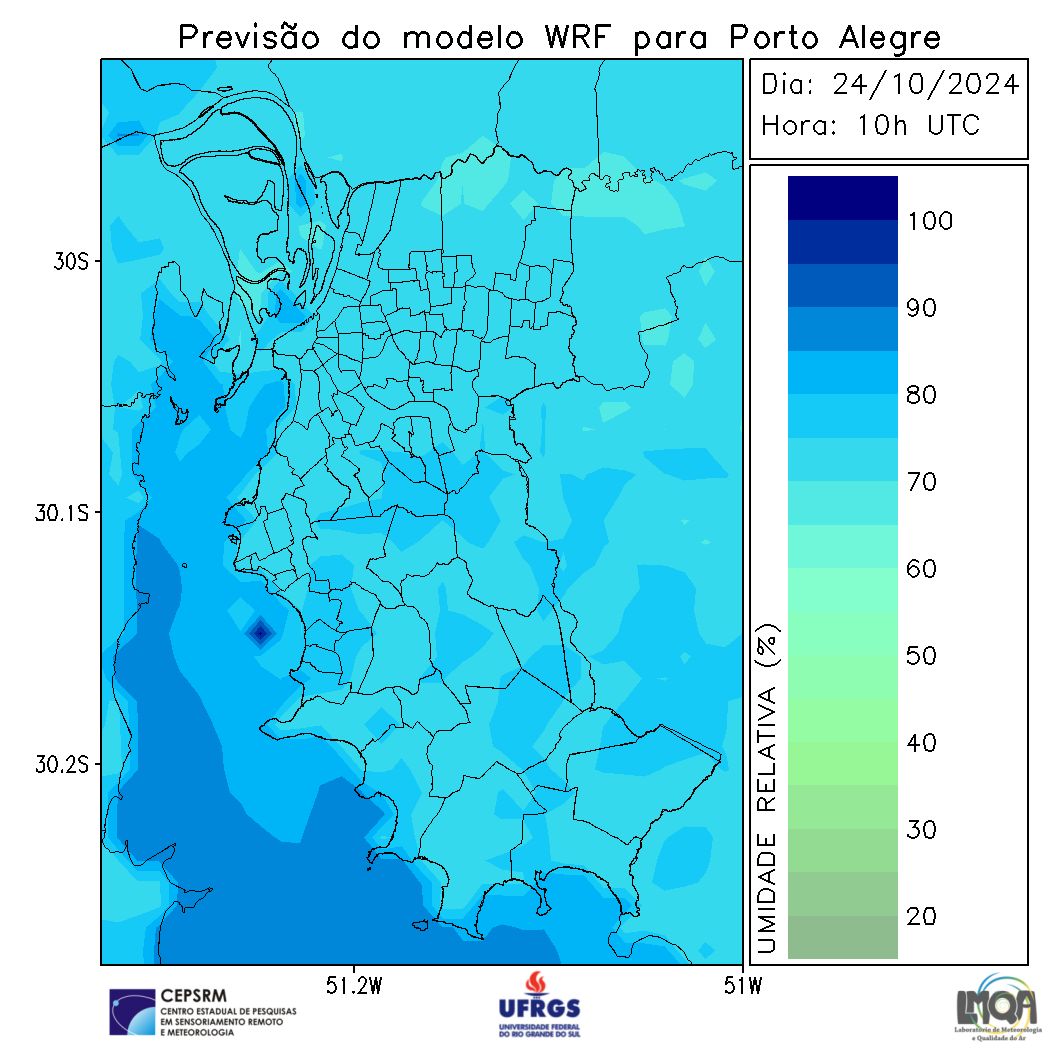 Previsão do modelo WRF para Porto Alegre
Dia: 24/10/2024
Hora: 10h UTC
30S
30.1S
30.2S
51.2W
51W
100
90
80
70
60
50
40
30
20
UMIDADE RELATIVA (%)
CEPSRM
CENTRO ESTADUAL DE PESQUISAS
EM SENSORIAMENTO REMOTO
E METEOROLOGIA
UFRGS
UNIVERSIDADE FEDERAL
DO RIO GRANDE DO SUL
LMQA
Laboratório de Meteorologia
e Qualidade do Ar